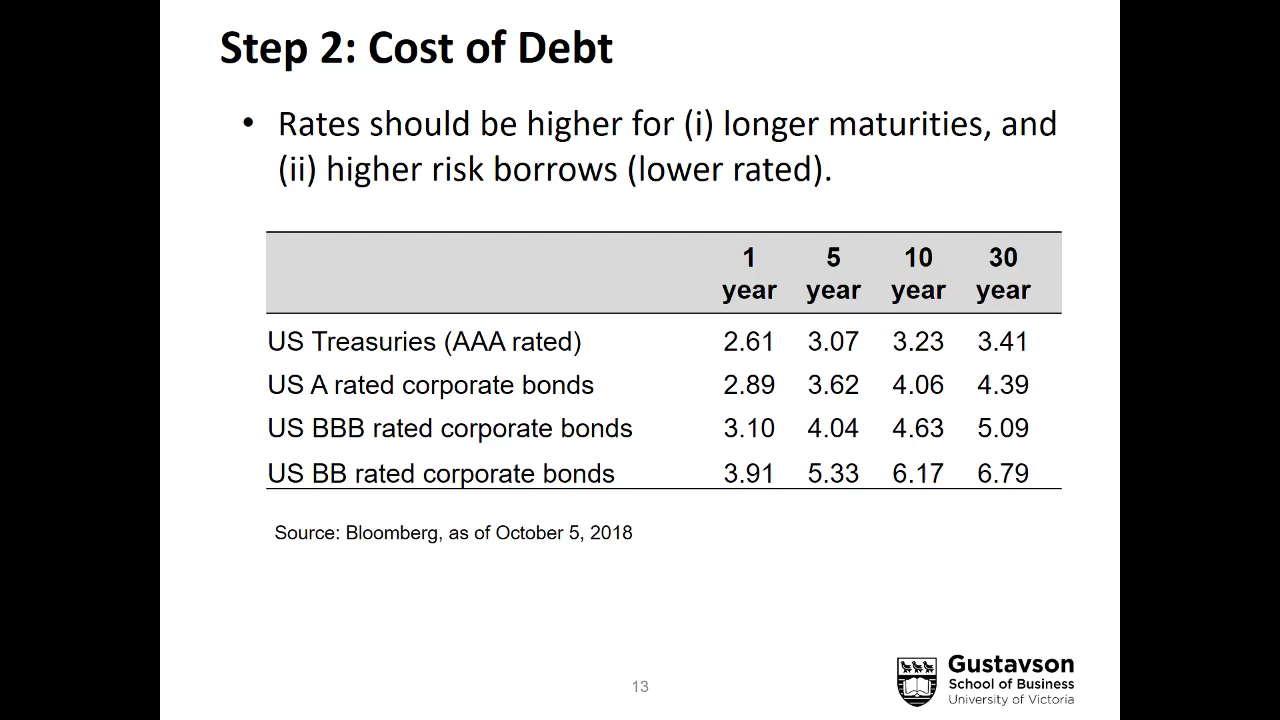 Step 2: Cost of Debt
• Rates should be higher for (i) longer maturities, and
(ii) higher risk borrows (lower rated).
1 5 10 30
year year year year
US Treasuries (AAA rated) 2.61 3.07 3.23 3.41
US A rated corporate bonds 2.89 3.62 4.06 4.39
US BBB rated corporate bonds 3.10 4.04 4.63 5.09
US BB rated corporate bonds 3.91 5.33 6.17 6.79
Source: Bloomberg, as of October 5, 2018
13
Gustavson
School of Business
University of Victoria